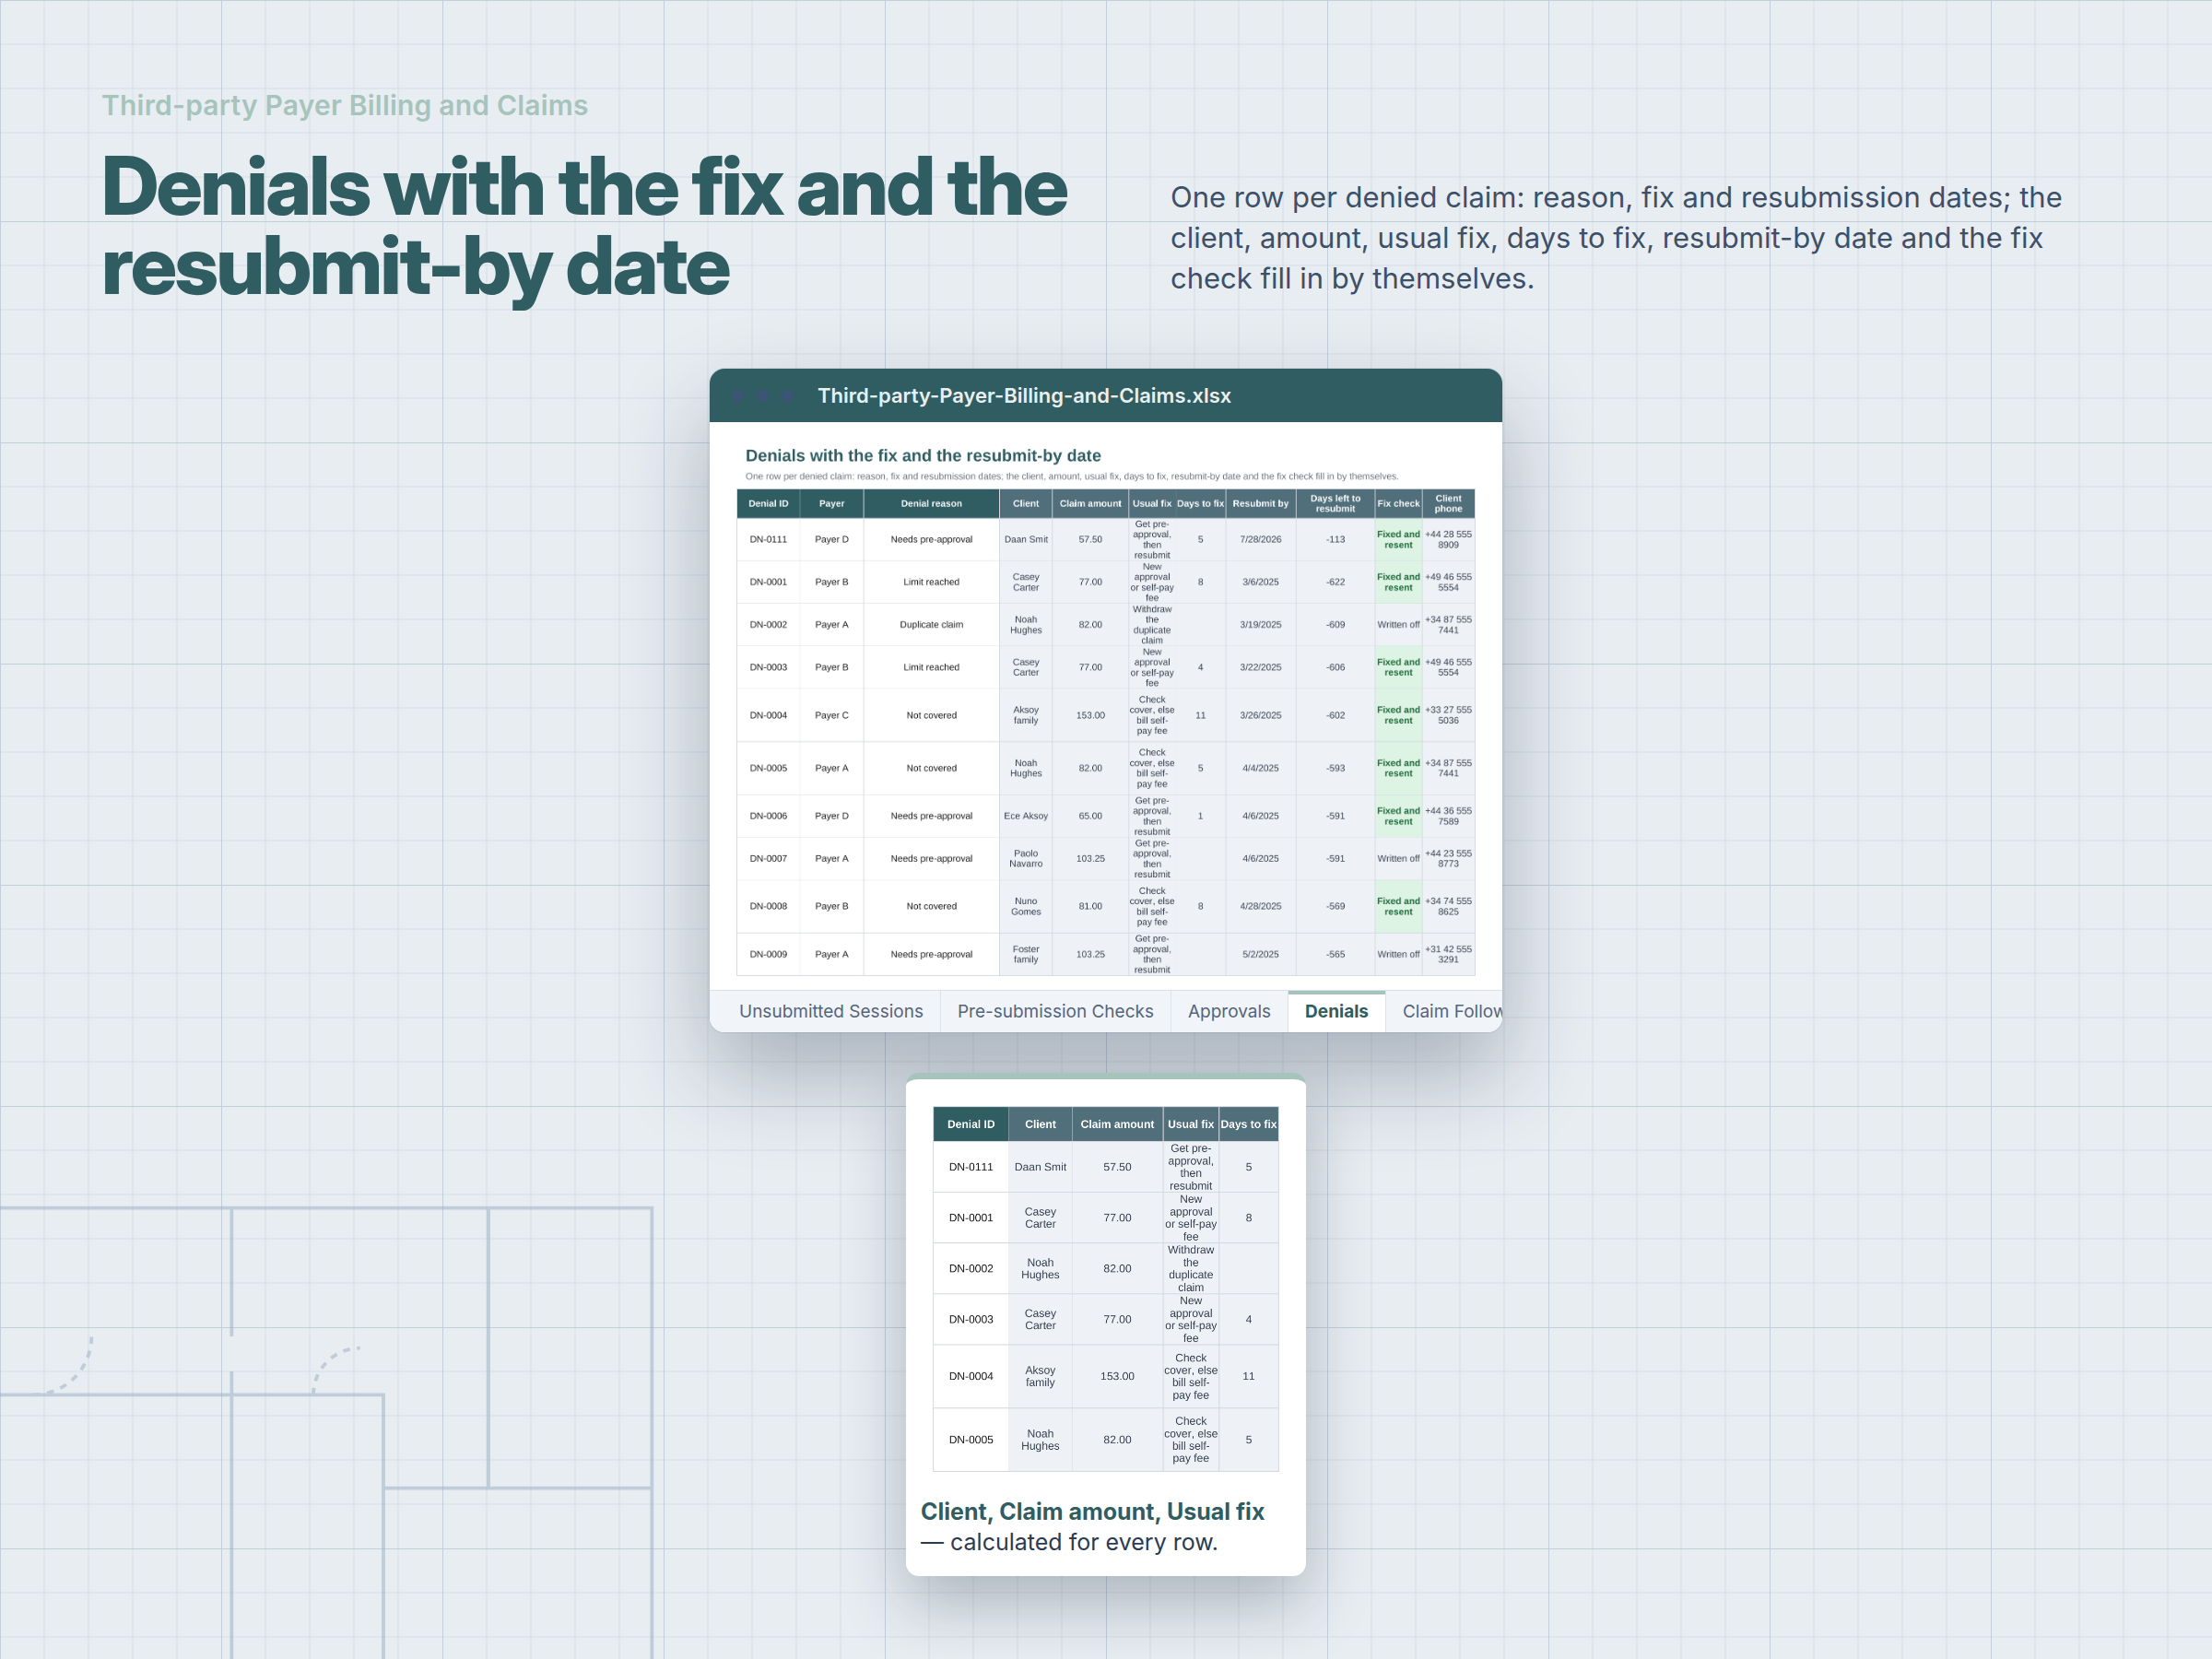 Third-party Payer Billing and Claims
Denials with the fix and the
resubmit-by date
One row per denied claim: reason, fix and resubmission dates; the
client, amount, usual fix, days to fix, resubmit-by date and the fix
check fill in by themselves.
Third-party-Payer-Billing-and-Claims.xlsx
Denials with the fix and the resubmit-by date
One row per denied claim: reason, fix and resubmission dates; the client, amount, usual fix, days to fix, resubmit-by date and the fix check fill in by themselves.
Denial ID Payer Denial reason Client Claim amount Usual fix Days to fix Resubmit by Days left to resubmit Fix check Client phone
DN-0111 Payer D Needs pre-approval Daan Smit 57.50 Get pre-approval, then resubmit 5 7/28/2026 -113 Fixed and resent +44 28 555 8909
DN-0001 Payer B Limit reached Casey Carter 77.00 New approval or self-pay fee 8 3/6/2025 -622 Fixed and resent +49 46 555 5554
DN-0002 Payer A Duplicate claim Noah Hughes 82.00 Withdraw the duplicate claim 3/19/2025 -609 Written off +34 87 555 7441
DN-0003 Payer B Limit reached Casey Carter 77.00 New approval or self-pay fee 4 3/22/2025 -606 Fixed and resent +49 46 555 5554
DN-0004 Payer C Not covered Aksoy family 153.00 Check cover, else bill self-pay fee 11 3/26/2025 -602 Fixed and resent +33 27 555 5036
DN-0005 Payer A Not covered Noah Hughes 82.00 Check cover, else bill self-pay fee 5 4/4/2025 -593 Fixed and resent +34 87 555 7441
DN-0006 Payer D Needs pre-approval Ece Aksoy 65.00 Get pre-approval, then resubmit 1 4/6/2025 -591 Fixed and resent +44 36 555 7589
DN-0007 Payer A Needs pre-approval Paolo Navarro 103.25 Get pre-approval, then resubmit 4/6/2025 -591 Written off +44 23 555 8773
DN-0008 Payer B Not covered Nuno Gomes 81.00 Check cover, else bill self-pay fee 8 4/28/2025 -569 Fixed and resent +34 74 555 8625
DN-0009 Payer A Needs pre-approval Foster family 103.25 Get pre-approval, then resubmit 5/2/2025 -565 Written off +31 42 555 3291
Unsubmitted Sessions Pre-submission Checks Approvals Denials Claim Follow
Denial ID Client Claim amount Usual fix Days to fix
DN-0111 Daan Smit 57.50 Get pre-approval, then resubmit 5
DN-0001 Casey Carter 77.00 New approval or self-pay fee 8
DN-0002 Noah Hughes 82.00 Withdraw the duplicate claim
DN-0003 Casey Carter 77.00 New approval or self-pay fee 4
DN-0004 Aksoy family 153.00 Check cover, else bill self-pay fee 11
DN-0005 Noah Hughes 82.00 Check cover, else bill self-pay fee 5
Client, Claim amount, Usual fix
— calculated for every row.